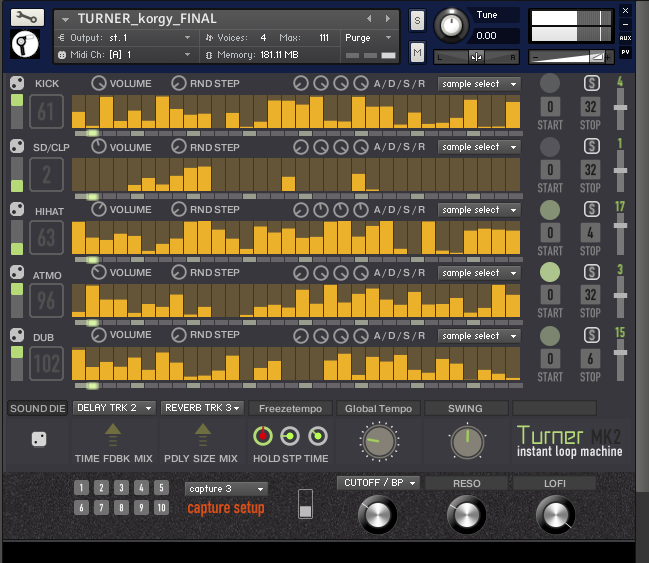 TURNER_korgy_FINAL
Output: st. 1
Voices: 4 Max: 111 Purge
Midi Ch: [A] 1
Memory: 181.11 MB
S
M
Tune
0.00
L R
AUX
PV
KICK VOLUME RND STEP A/D/S/R sample select S 4
61 0 32
START STOP
SD/CLP VOLUME RND STEP A/D/S/R sample select S 1
2 0 32
START STOP
HIHAT VOLUME RND STEP A/D/S/R sample select S 17
63 0 4
START STOP
ATMO VOLUME RND STEP A/D/S/R sample select S 3
96 0 32
START STOP
DUB VOLUME RND STEP A/D/S/R sample select S 15
102 0 6
START STOP
SOUND DIE DELAY TRK 2 REVERB TRK 3 Freezetempo Global Tempo SWING
TIME FDBK MIX PDLY SIZE MIX HOLD STP TIME
Turner MK2
instant loop machine
1 2 3 4 5
6 7 8 9 10
capture 3
capture setup
CUTOFF / BP RESO LOFI